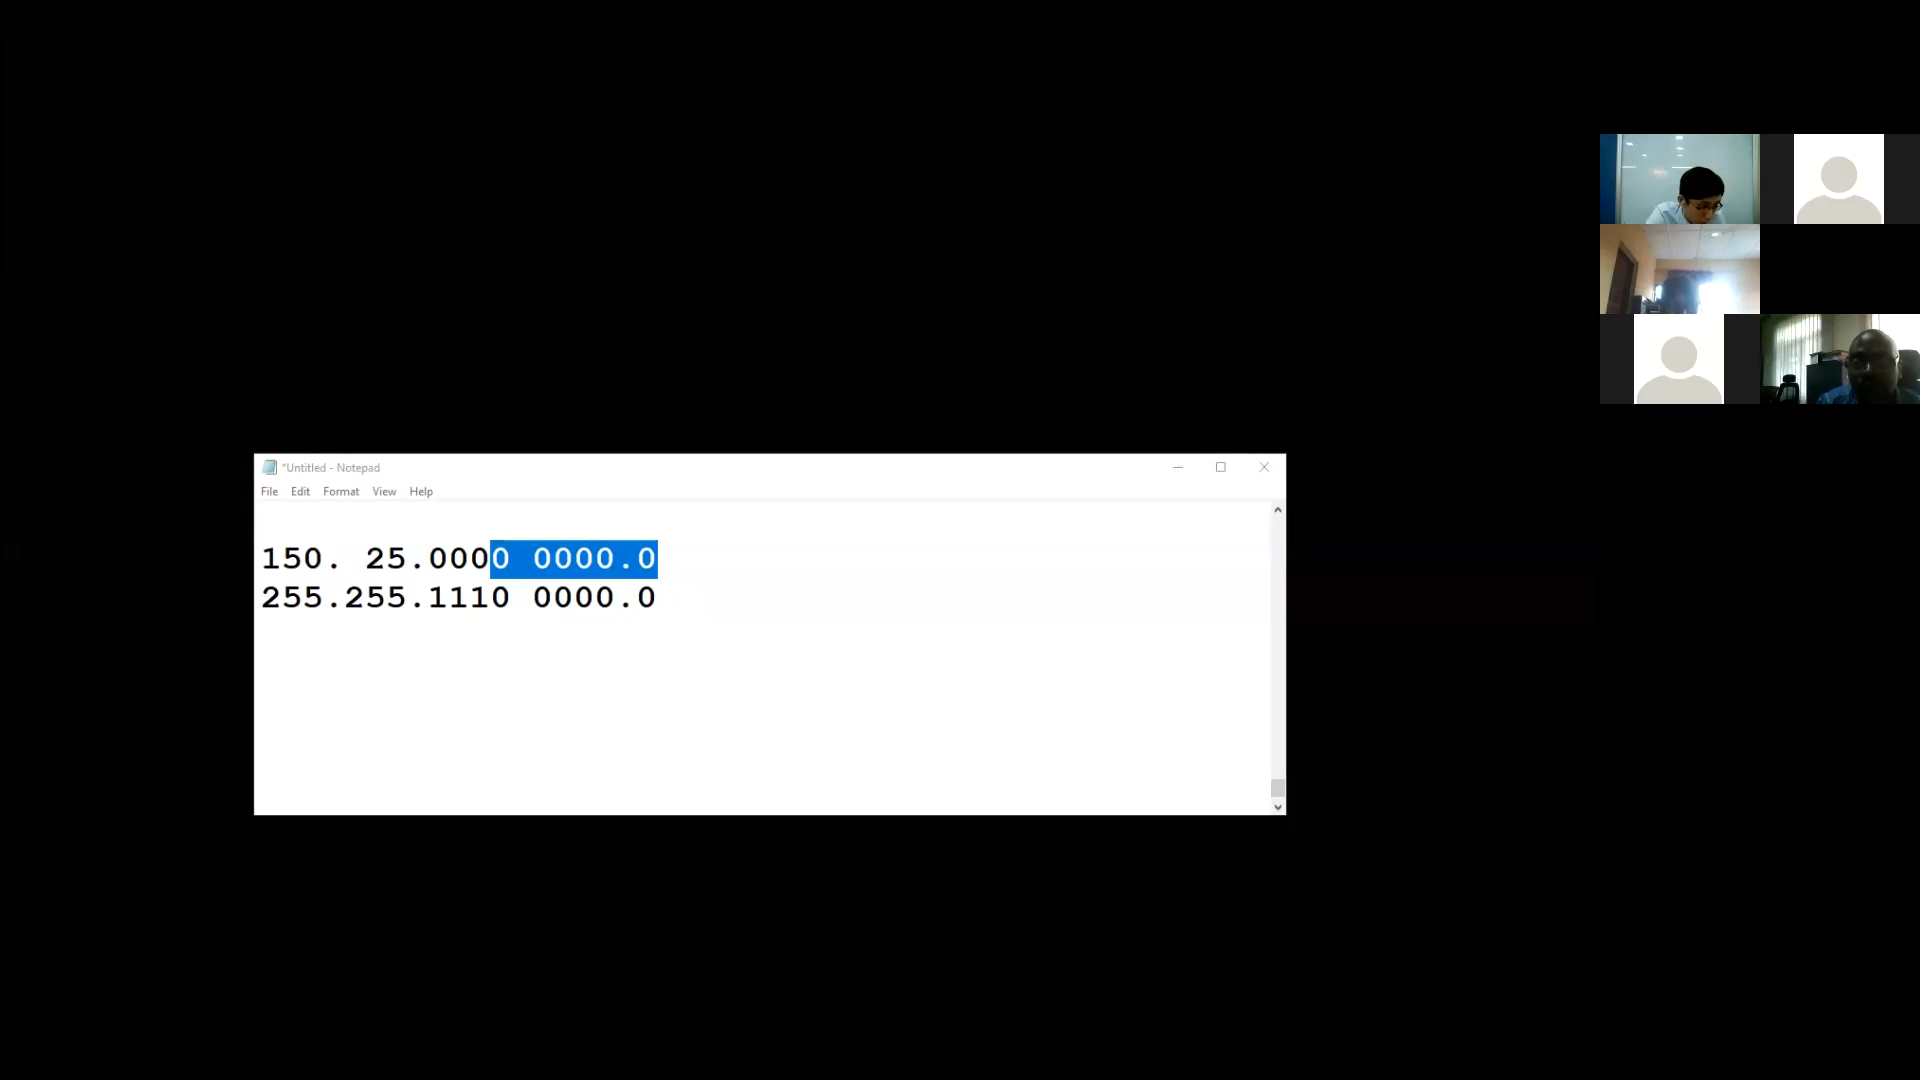 *Untitled - Notepad
File Edit Format View Help
150. 25.0000 0000.0
255.255.1110 0000.0